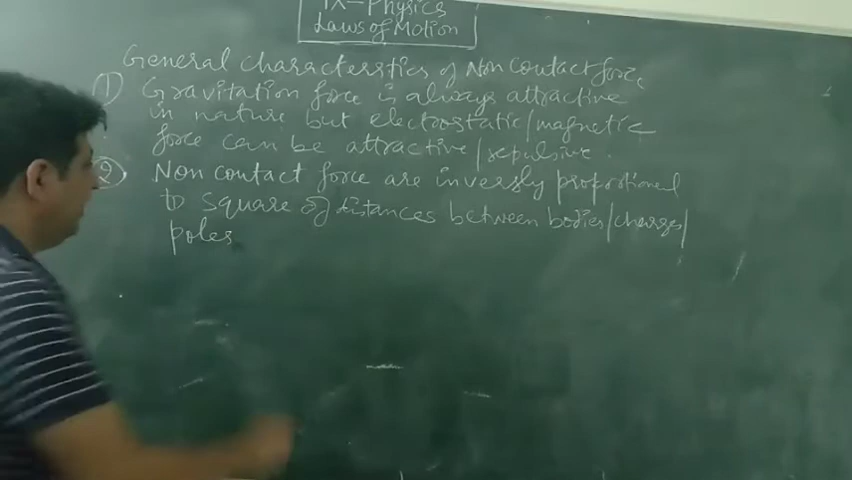 IX-Physics
Laws of Motion
General characterstics of Non Contact force
① Gravitation force is always attractive
in nature but electrostatic/magnetic
force can be attractive/repulsive.
②. Non contact force are inversly proportional
to square of distances between bodies/charges/
poles